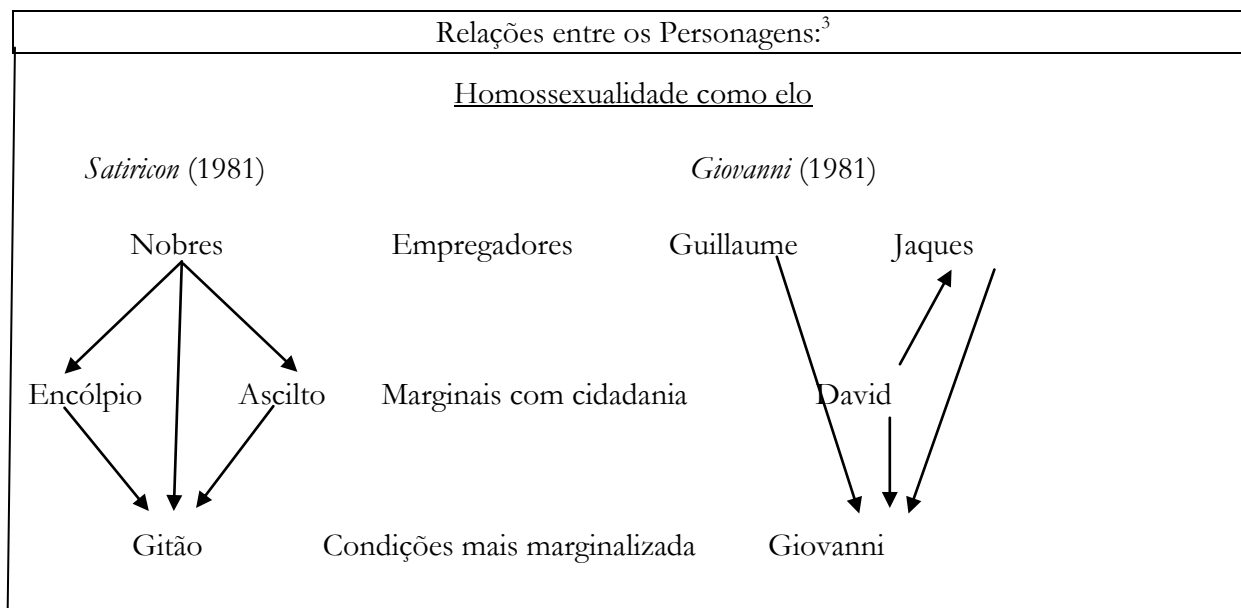 Relações entre os Personagens:³
Homossexualidade como elo
Satiricon (1981) Giovanni (1981)
Nobres Empregadores Guillaume Jaques
Encólpio Ascilto Marginais com cidadania David
Gitão Condições mais marginalizada Giovanni